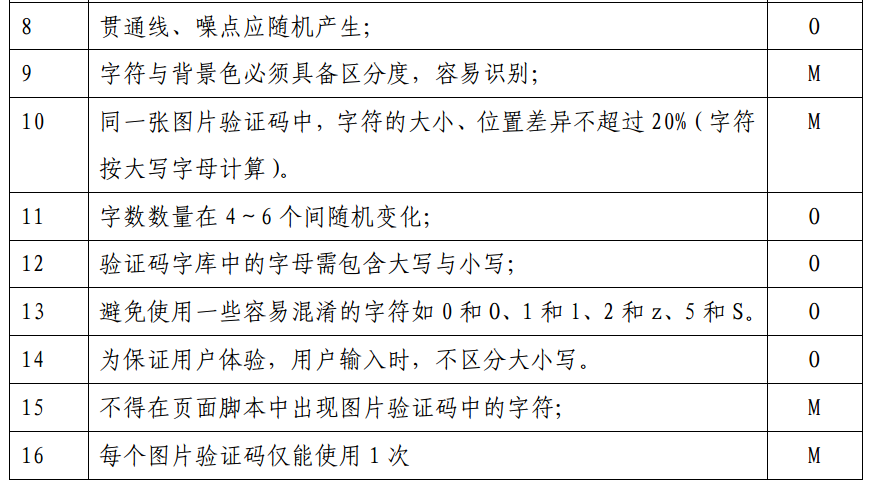 8 贯通线、噪点应随机产生； O
9 字符与背景色必须具备区分度，容易识别； M
10 同一张图片验证码中，字符的大小、位置差异不超过 20%（字符 M
按大写字母计算）。
11 字数数量在 4～6 个间随机变化； O
12 验证码字库中的字母需包含大写与小写； O
13 避免使用一些容易混淆的字符如 0 和 O、1 和 l、2 和 z、5 和 S。 O
14 为保证用户体验，用户输入时，不区分大小写。 O
15 不得在页面脚本中出现图片验证码中的字符； M
16 每个图片验证码仅能使用 1 次 M